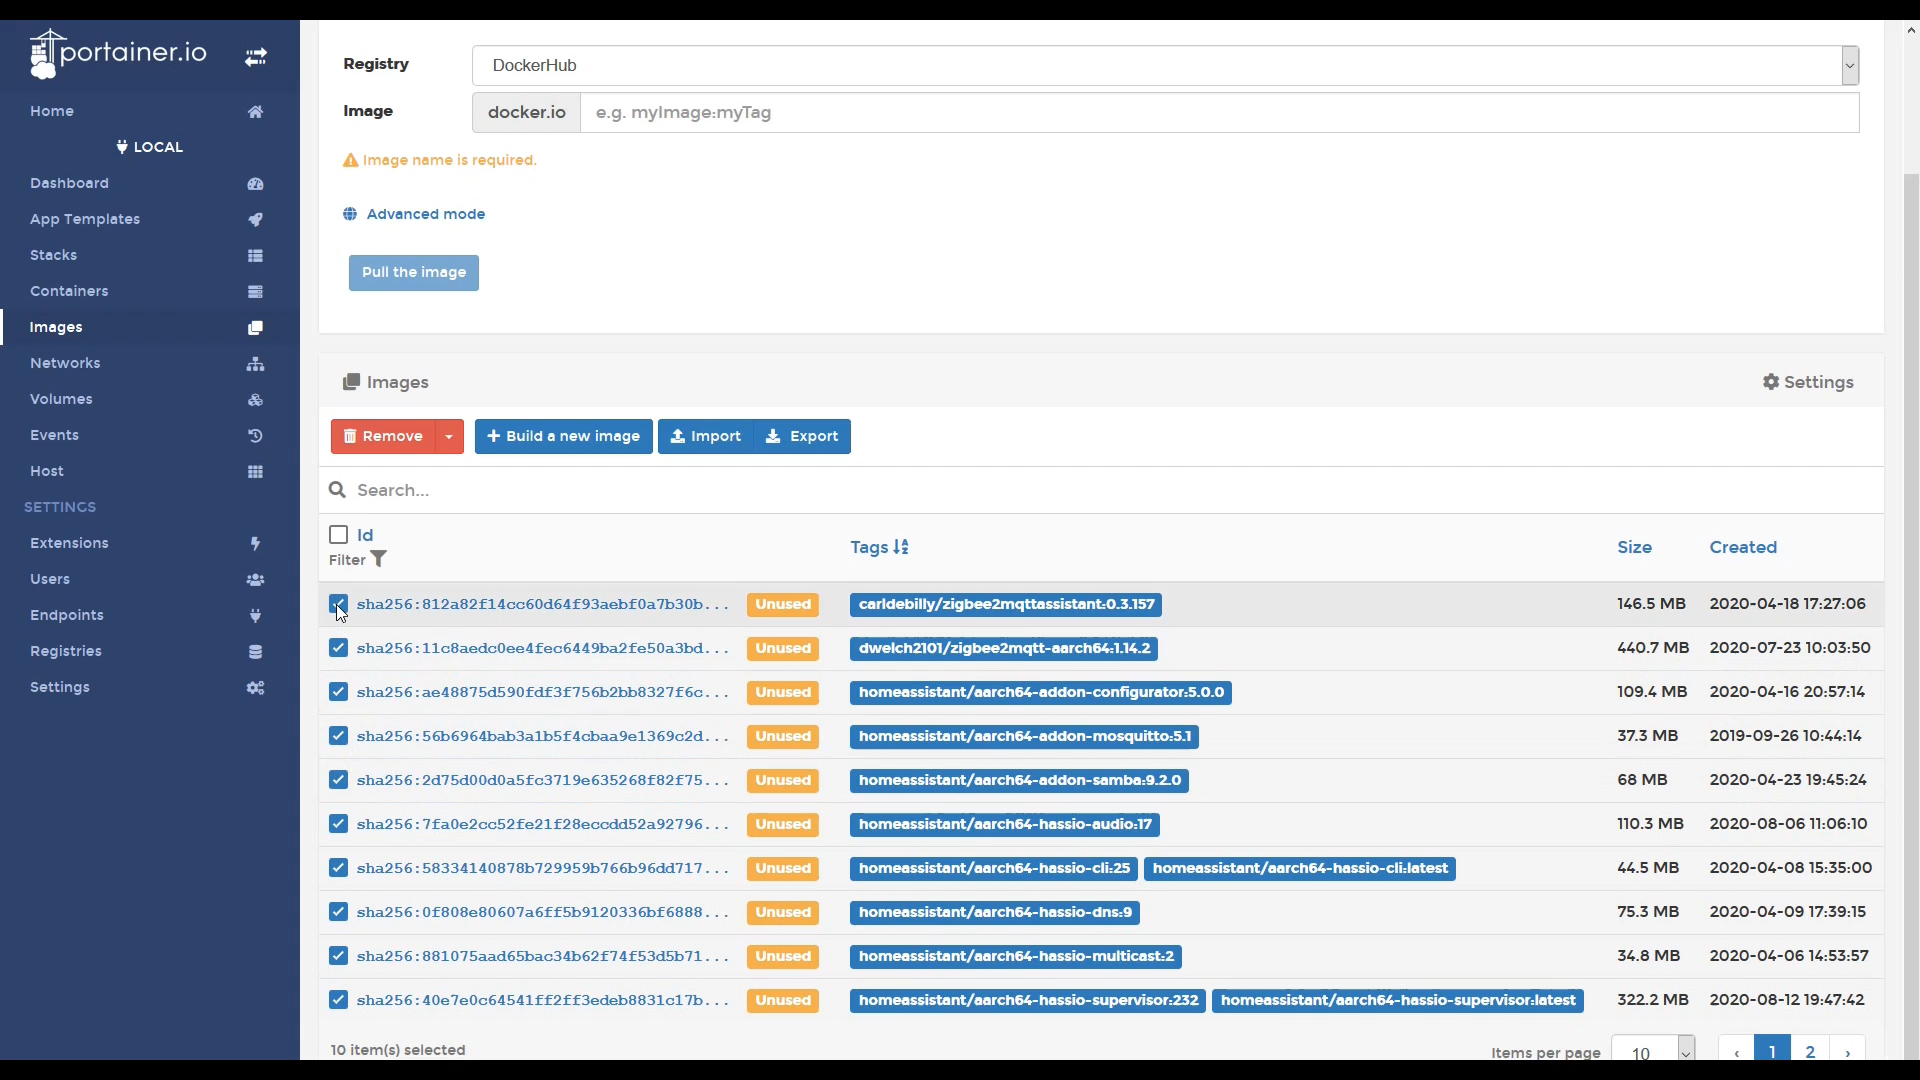 portainer.io
Home
LOCAL
Dashboard
App Templates
Stacks
Containers
Images
Networks
Volumes
Events
Host
SETTINGS
Extensions
Users
Endpoints
Registries
Settings
Registry DockerHub
Image docker.io e.g. myImage:myTag
Image name is required.
Advanced mode
Pull the image
Images Settings
Remove Build a new image Import Export
Search...
Id
Filter Tags Size Created
sha256:812a82f14cc60d64f93aebf0a7b30b... Unused carldebilly/zigbee2mqttassistant:0.3.157 146.5 MB 2020-04-18 17:27:06
sha256:11c8aedc0ee4fec6449ba2fe50a3bd... Unused dwelch2101/zigbee2mqtt-aarch64:1.14.2 440.7 MB 2020-07-23 10:03:50
sha256:ae48875d590fdf3f756b2bb8327f6c... Unused homeassistant/aarch64-addon-configurator:5.0.0 109.4 MB 2020-04-16 20:57:14
sha256:56b6964bab3a1b5f4cbaa9e1369c2d... Unused homeassistant/aarch64-addon-mosquitto:5.1 37.3 MB 2019-09-26 10:44:14
sha256:2d75d00d0a5fc3719e635268f82f75... Unused homeassistant/aarch64-addon-samba:9.2.0 68 MB 2020-04-23 19:45:24
sha256:7fa0e2cc52fe21f28eccdd52a92796... Unused homeassistant/aarch64-hassio-audio:17 110.3 MB 2020-08-06 11:06:10
sha256:58334140878b729959b766b96dd717... Unused homeassistant/aarch64-hassio-cli:25 homeassistant/aarch64-hassio-cli:latest 44.5 MB 2020-04-08 15:35:00
sha256:0f808e80607a6ff5b9120336bf6888... Unused homeassistant/aarch64-hassio-dns:9 75.3 MB 2020-04-09 17:39:15
sha256:881075aad65bac34b62f74f53d5b71... Unused homeassistant/aarch64-hassio-multicast:2 34.8 MB 2020-04-06 14:53:57
sha256:40e7e0c64541ff2ff3edeb8831c17b... Unused homeassistant/aarch64-hassio-supervisor:232 homeassistant/aarch64-hassio-supervisor:latest 322.2 MB 2020-08-12 19:47:42
10 item(s) selected Items per page 10 ‹ 1 2 ›